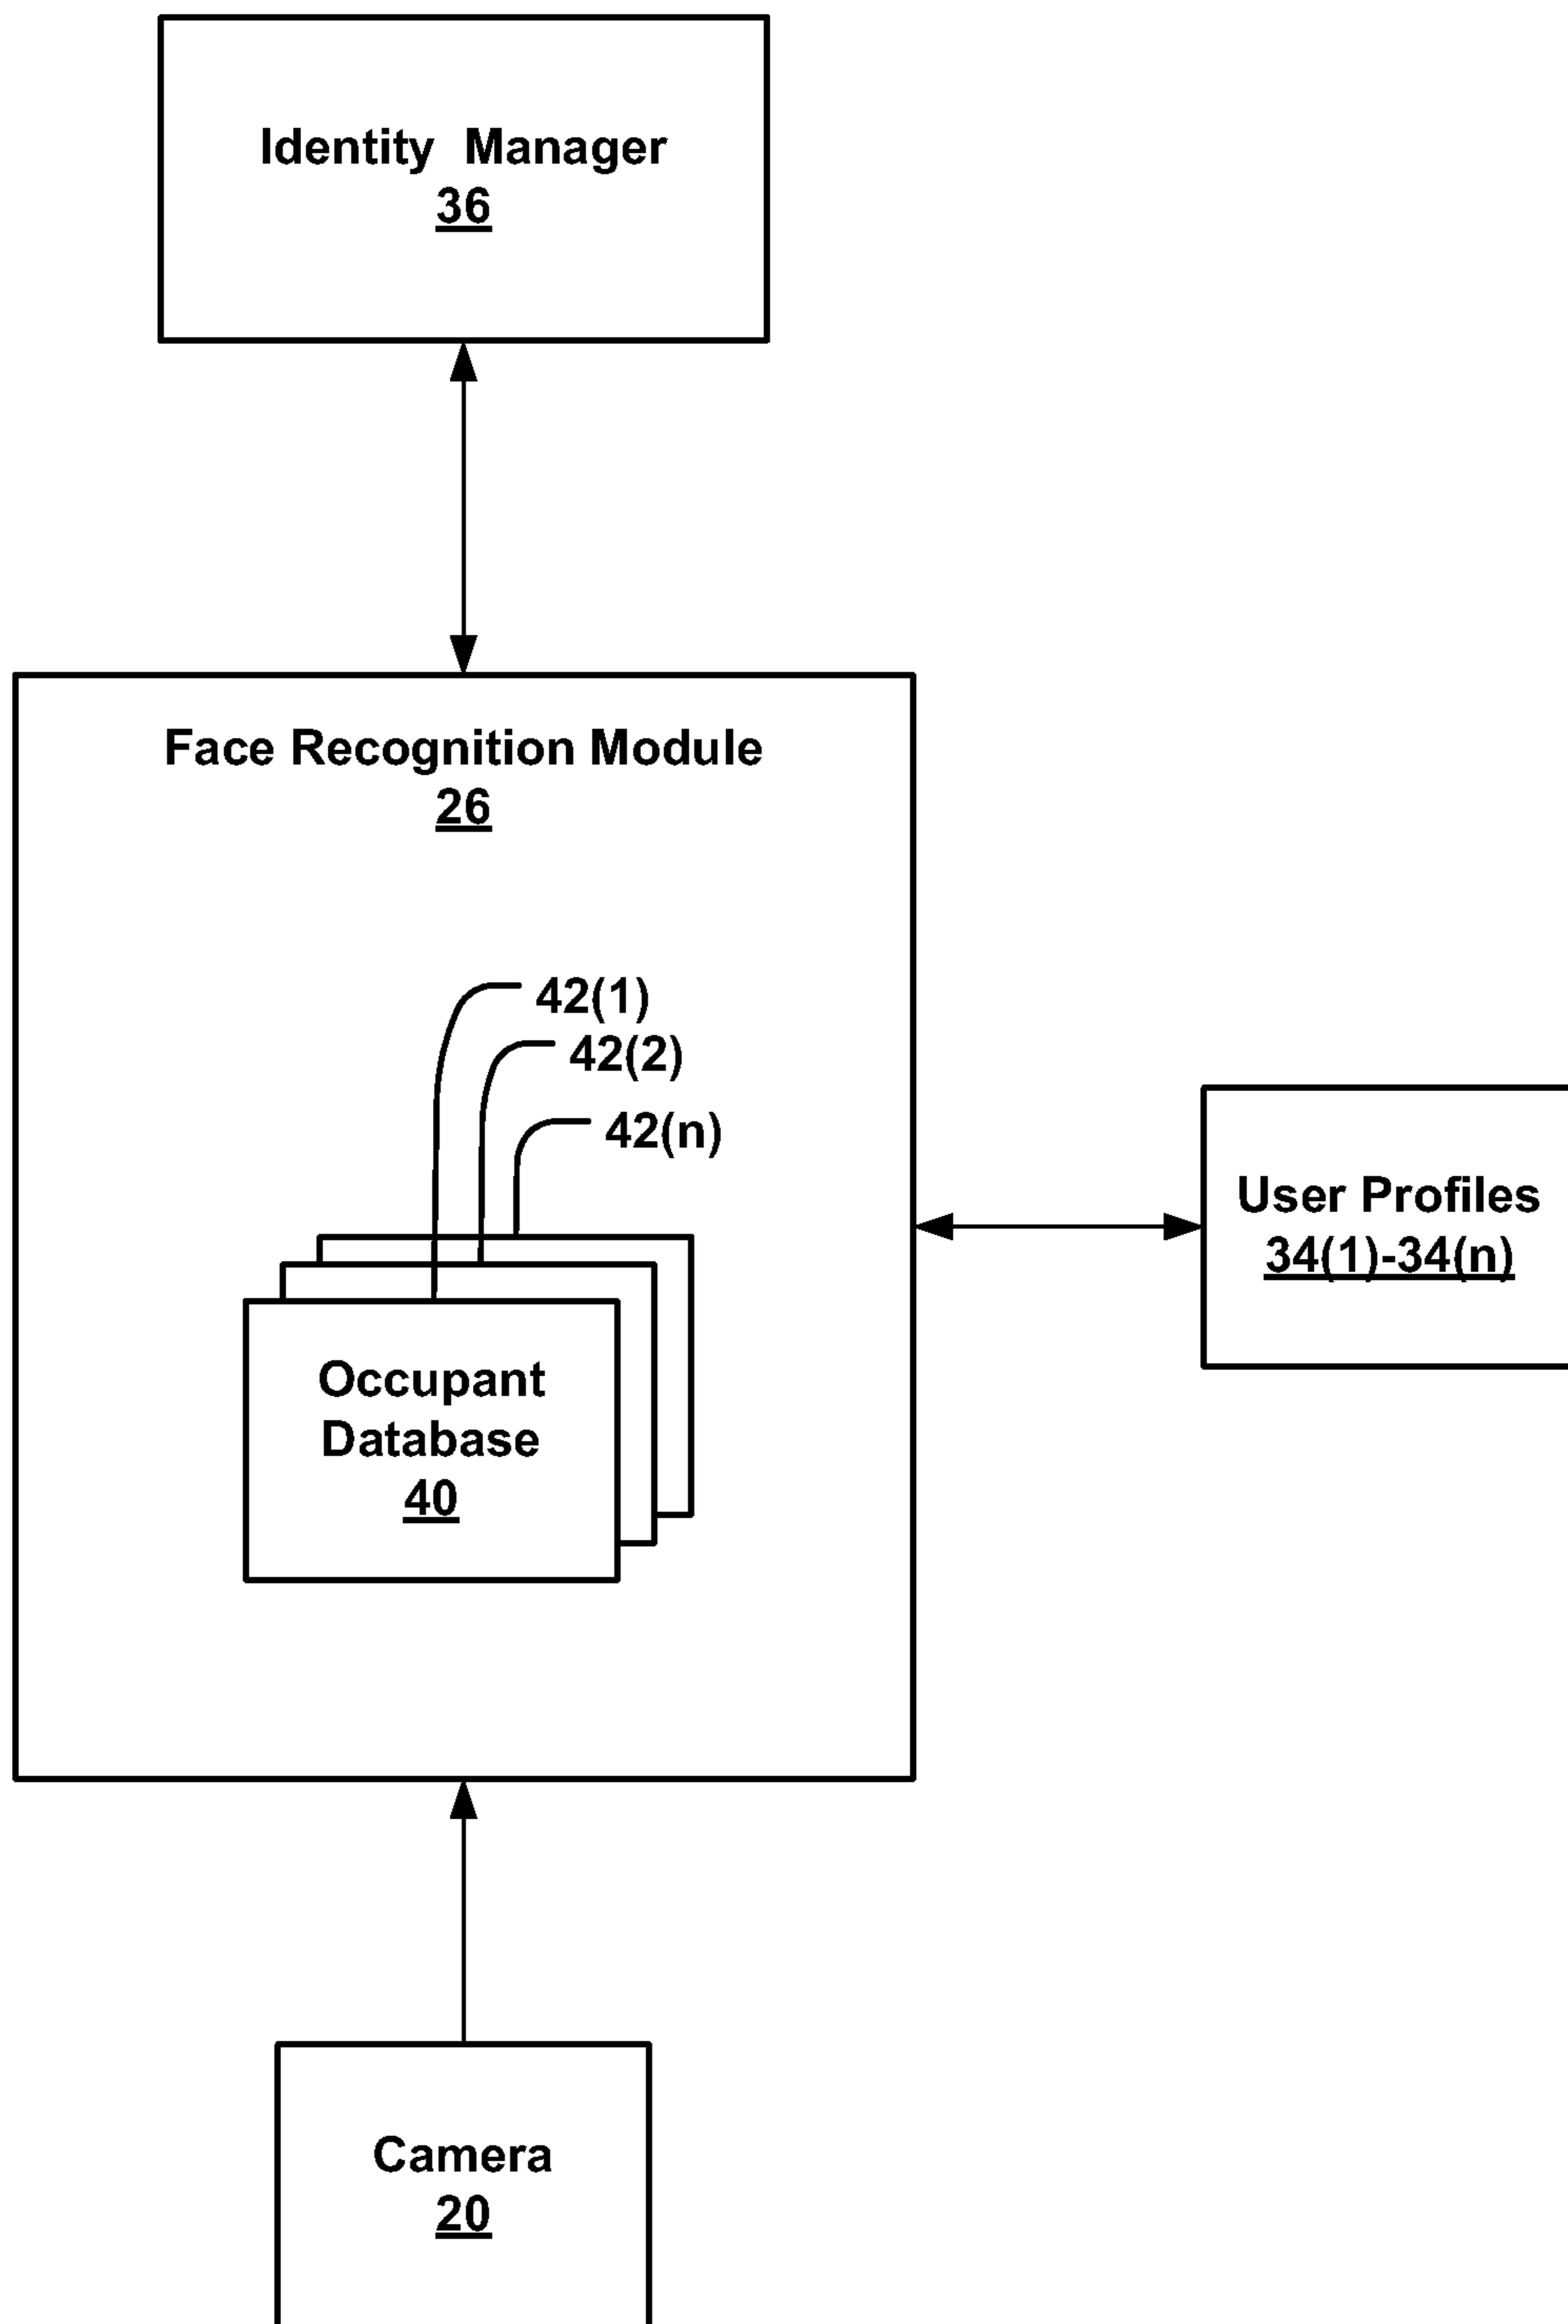 Identity Manager
36
Face Recognition Module
26
42(1)
42(2)
42(n)
User Profiles
34(1)-34(n)
Occupant
Database
40
Camera
20